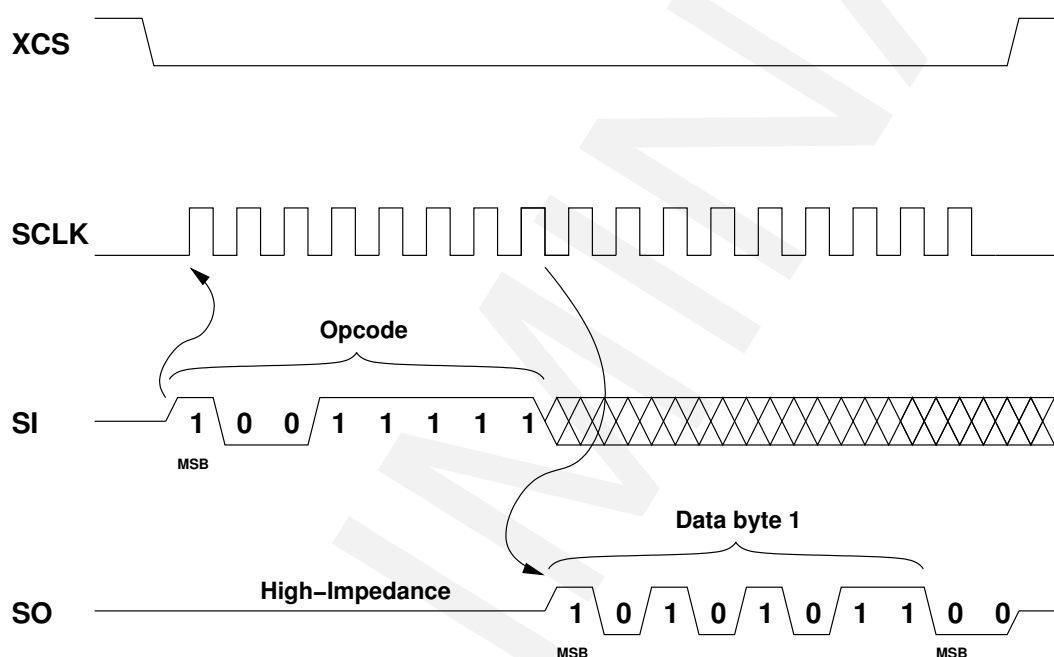 XCS
SCLK
Opcode
SI 1 0 0 1 1 1 1 1
MSB
Data byte 1
High−Impedance
SO 1 0 1 0 1 0 1 1 0 0
MSB MSB